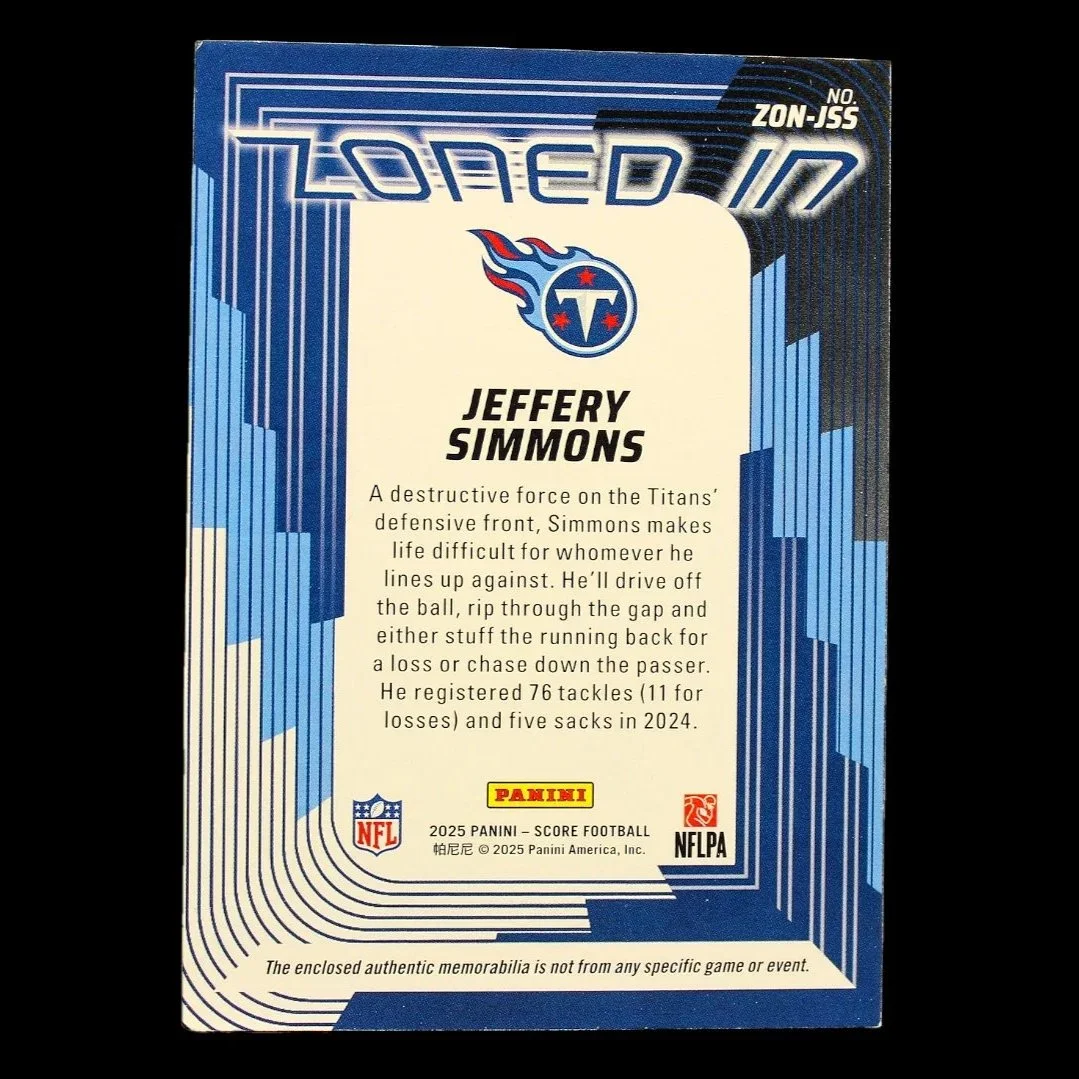 NO.
ZON-JSS
ZONED IN
T
JEFFERY
SIMMONS
A destructive force on the Titans'
defensive front, Simmons makes
life difficult for whomever he
lines up against. He'll drive off
the ball, rip through the gap and
either stuff the running back for
a loss or chase down the passer.
He registered 76 tackles (11 for
losses) and five sacks in 2024.
PANINI
NFL
2025 PANINI – SCORE FOOTBALL
帕尼尼 © 2025 Panini America, Inc.
NFLPA
The enclosed authentic memorabilia is not from any specific game or event.